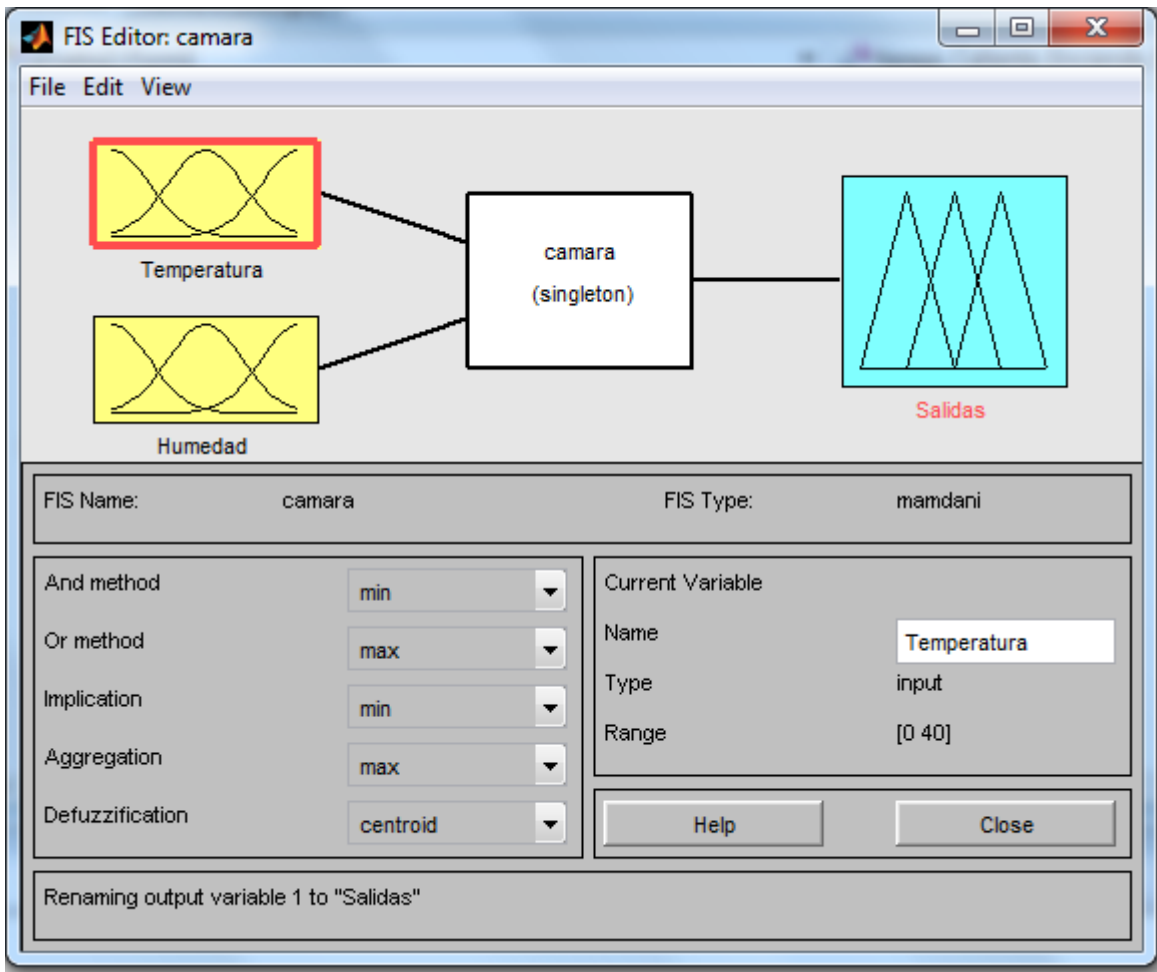 FIS Editor: camara
File Edit View
Temperatura
Humedad
camara
(singleton)
Salidas
FIS Name: camara FIS Type: mamdani
And method min
Or method max
Implication min
Aggregation max
Defuzzification centroid
Current Variable
Name Temperatura
Type input
Range [0 40]
Help Close
Renaming output variable 1 to "Salidas"